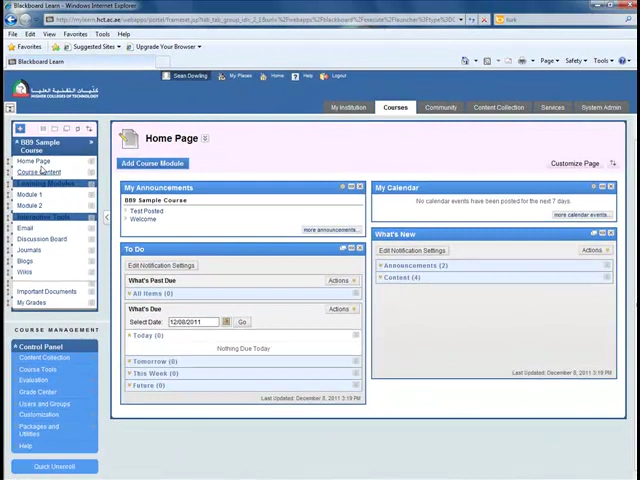 Blackboard Learn - Windows Internet Explorer
File Edit View Favorites Tools Help
Favorites Suggested Sites Upgrade Your Browser
Blackboard Learn
Page Safety Tools
Sean Dowling My Places Home Help Logout
HIGHER COLLEGES OF TECHNOLOGY
My Institution Courses Community Content Collection Services System Admin
BB9 Sample Course
Home Page
Course Content
Learning Modules
Module 1
Module 2
Interactive Tools
Email
Discussion Board
Journals
Blogs
Wikis
Important Documents
My Grades
COURSE MANAGEMENT
Control Panel
Content Collection
Course Tools
Evaluation
Grade Center
Users and Groups
Customization
Packages and Utilities
Help
Quick Unenroll
Home Page
Add Course Module
Customize Page
My Announcements
BB9 Sample Course
Test Posted
Welcome
more announcements...
To Do
Edit Notification Settings
What's Past Due Actions
All Items (0)
What's Due Actions
Select Date: 12/08/2011 Go
Today (0)
Nothing Due Today
Tomorrow (0)
This Week (0)
Future (0)
Last Updated: December 8, 2011 3:19 PM
My Calendar
No calendar events have been posted for the next 7 days.
more calendar events...
What's New
Edit Notification Settings Actions
Announcements (2)
Content (4)
Last Updated: December 8, 2011 3:19 PM